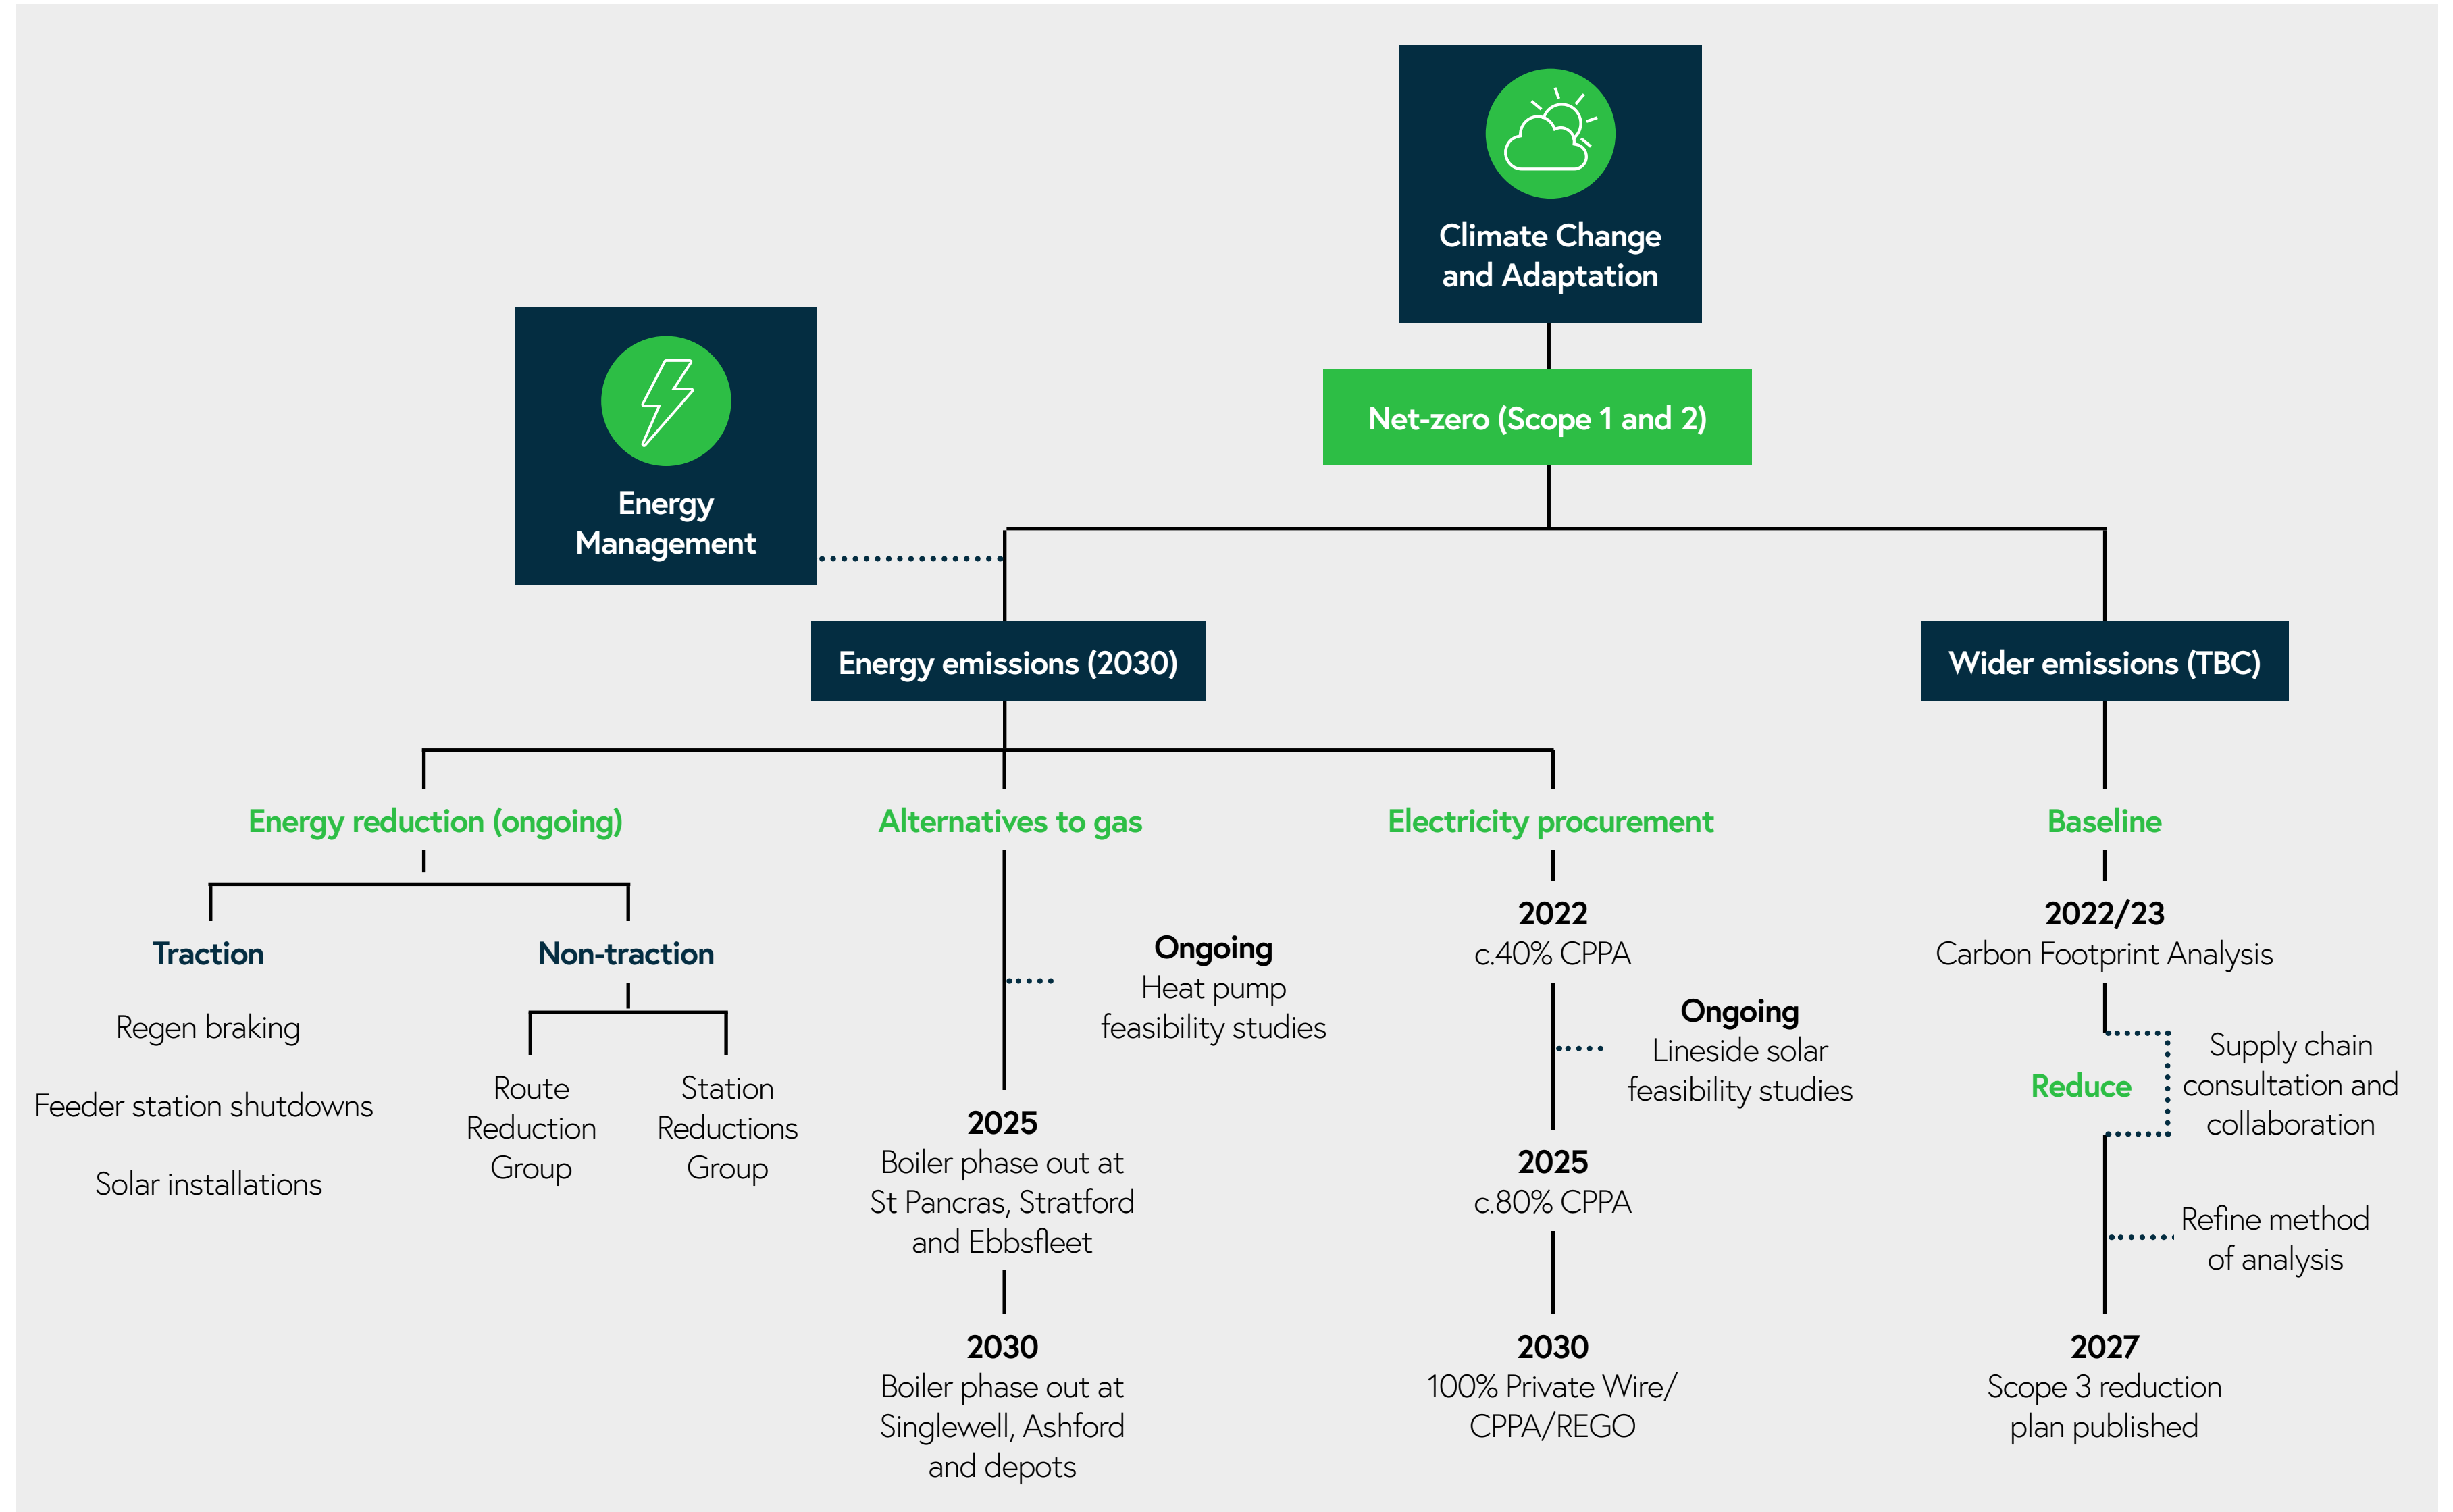 Climate Change
and Adaptation
Energy
Management
Net-zero (Scope 1 and 2)
Energy emissions (2030)
Wider emissions (TBC)
Energy reduction (ongoing)
Traction
Regen braking
Feeder station shutdowns
Solar installations
Non-traction
Route
Reduction
Group
Station
Reductions
Group
Alternatives to gas
Ongoing
Heat pump
feasibility studies
2025
Boiler phase out at
St Pancras, Stratford
and Ebbsfleet
2030
Boiler phase out at
Singlewell, Ashford
and depots
Electricity procurement
2022
c.40% CPPA
Ongoing
Lineside solar
feasibility studies
2025
c.80% CPPA
2030
100% Private Wire/
CPPA/REGO
Baseline
2022/23
Carbon Footprint Analysis
Reduce
Supply chain
consultation and
collaboration
Refine method
of analysis
2027
Scope 3 reduction
plan published